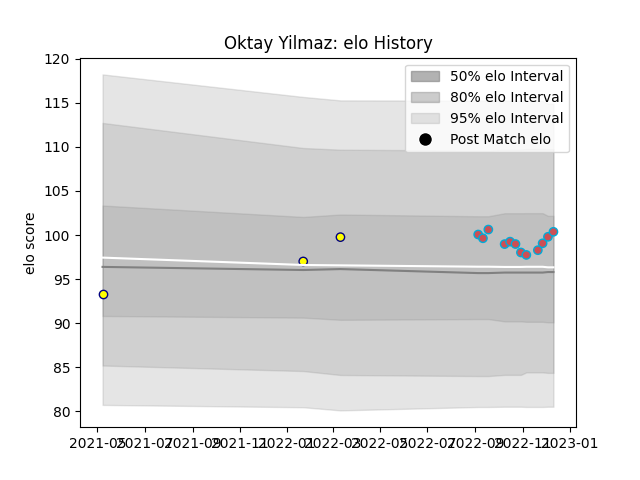 Oktay Yilmaz: elo History
120
115
110
105
100
95
90
85
80
elo score
50% elo Interval
80% elo Interval
95% elo Interval
Post Match elo
2021-05 2021-07 2021-09 2021-11 2022-01 2022-03 2022-05 2022-07 2022-09 2022-11 2023-01